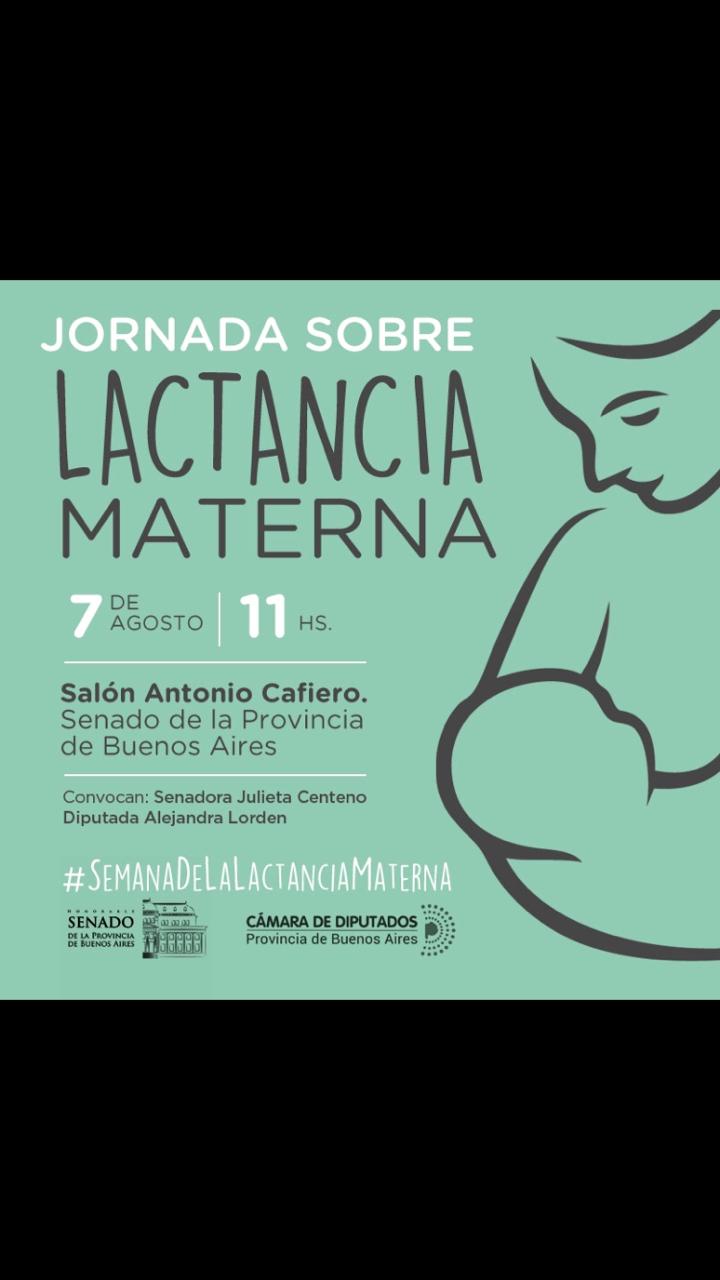 JORNADA SOBRE
LACTANCIA
MATERNA
7 DE AGOSTO | 11 HS.
Salón Antonio Cafiero.
Senado de la Provincia
de Buenos Aires
Convocan: Senadora Julieta Centeno
Diputada Alejandra Lorden
#SEMANADELALACTANCIAMATERNA
HONORABLE
SENADO
DE LA PROVINCIA
DE BUENOS AIRES
CÁMARA DE DIPUTADOS
Provincia de Buenos Aires